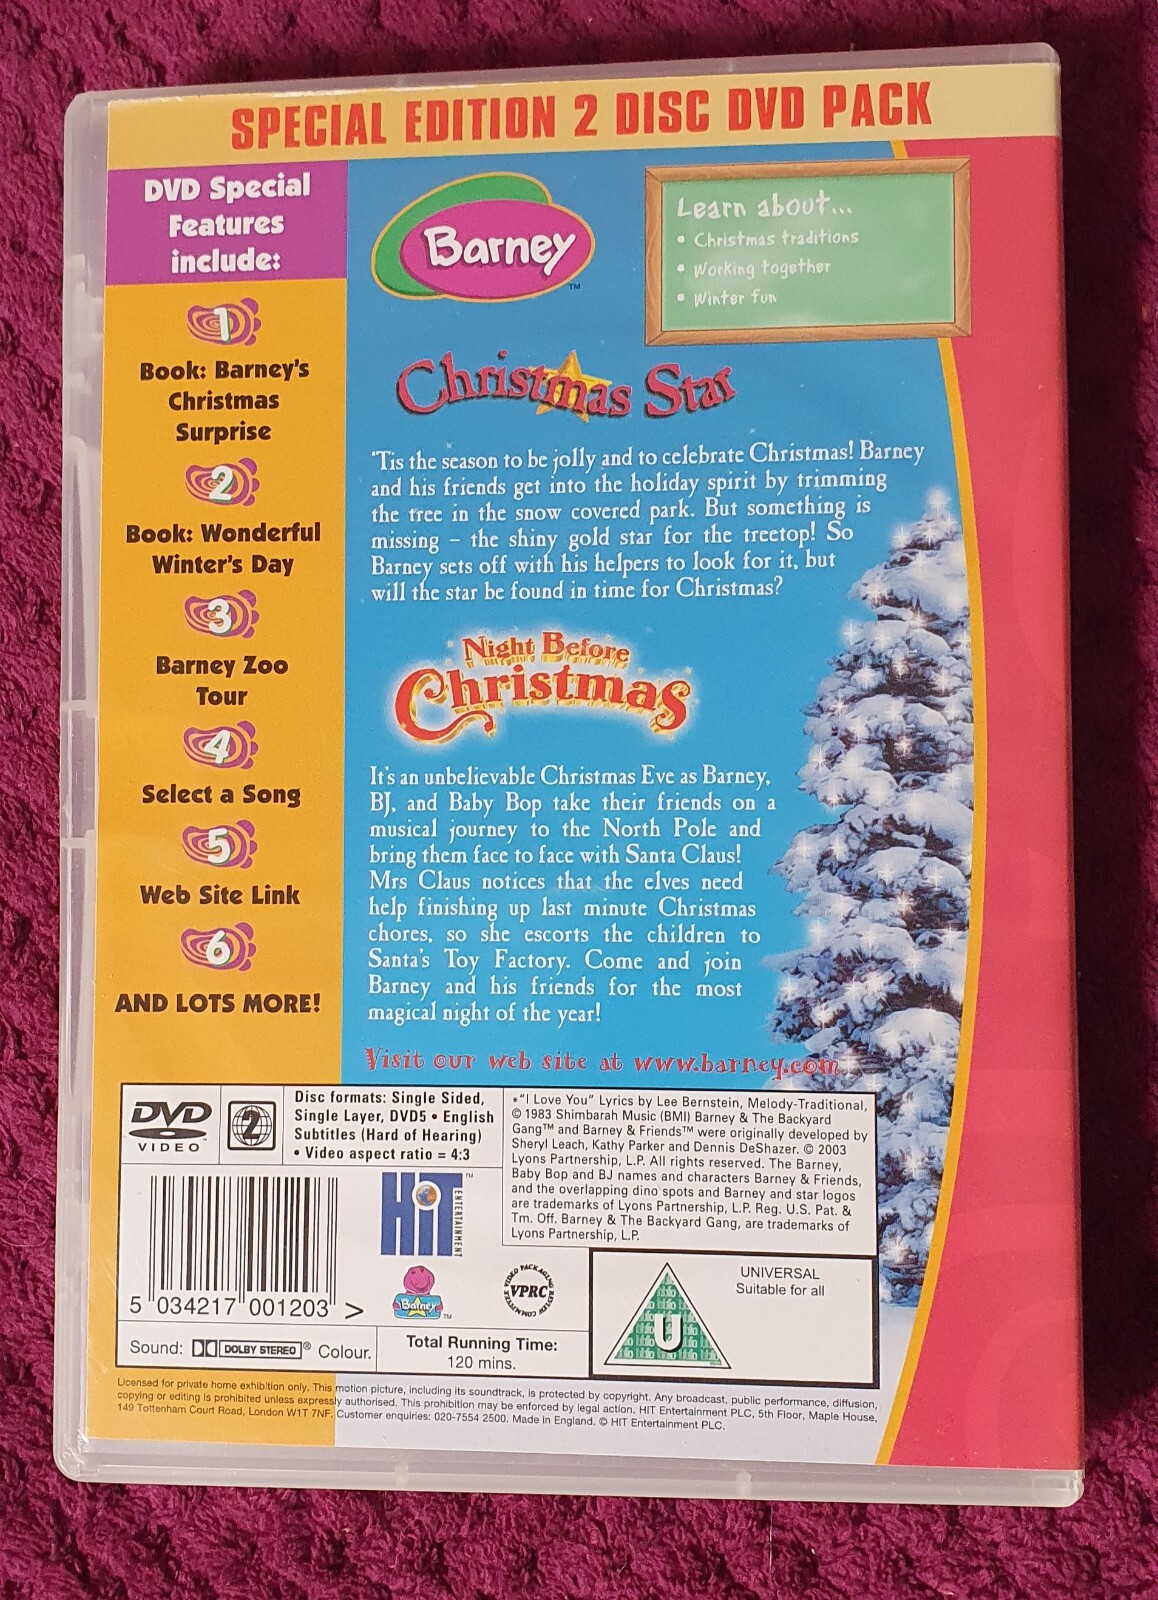 SPECIAL EDITION 2 DISC DVD PACK
DVD Special
Features
include:
1
Book: Barney's
Christmas
Surprise
2
Book: Wonderful
Winter's Day
3
Barney Zoo
Tour
4
Select a Song
5
Web Site Link
6
AND LOTS MORE!
Barney™
Learn about...
• Christmas traditions
• Working together
• Winter fun
Christmas Star
'Tis the season to be jolly and to celebrate Christmas! Barney
and his friends get into the holiday spirit by trimming
the tree in the snow covered park. But something is
missing – the shiny gold star for the treetop! So
Barney sets off with his helpers to look for it, but
will the star be found in time for Christmas?
Night Before
Christmas
It's an unbelievable Christmas Eve as Barney,
BJ, and Baby Bop take their friends on a
musical journey to the North Pole and
bring them face to face with Santa Claus!
Mrs Claus notices that the elves need
help finishing up last minute Christmas
chores, so she escorts the children to
Santa's Toy Factory. Come and join
Barney and his friends for the most
magical night of the year!
Visit our web site at www.barney.com
DVD
VIDEO
2
Disc formats: Single Sided,
Single Layer, DVD5 • English
Subtitles (Hard of Hearing)
• Video aspect ratio = 4:3
*"I Love You" Lyrics by Lee Bernstein, Melody-Traditional,
© 1983 Shimbarah Music (BMI) Barney & The Backyard
Gang™ and Barney & Friends™ were originally developed by
Sheryl Leach, Kathy Parker and Dennis DeShazer. © 2003
Lyons Partnership, L.P. All rights reserved. The Barney,
Baby Bop and BJ names and characters Barney & Friends,
and the overlapping dino spots and Barney and star logos
are trademarks of Lyons Partnership, L.P. Reg. U.S. Pat. &
Tm. Off. Barney & The Backyard Gang, are trademarks of
Lyons Partnership, L.P.
5 034217 001203 >
HiT ENTERTAINMENT™
Barney™
VIDEO PACKAGING REVIEW COMMITTEE
VPRC
U
UNIVERSAL
Suitable for all
Sound: DOLBY STEREO® Colour.
Total Running Time:
120 mins.
Licensed for private home exhibition only. This motion picture, including its soundtrack, is protected by copyright. Any broadcast, public performance, diffusion,
copying or editing is prohibited unless expressly authorised. This prohibition may be enforced by legal action. HIT Entertainment PLC, 5th Floor, Maple House,
149 Tottenham Court Road, London W1T 7NF. Customer enquiries: 020-7554 2500. Made in England. © HIT Entertainment PLC.